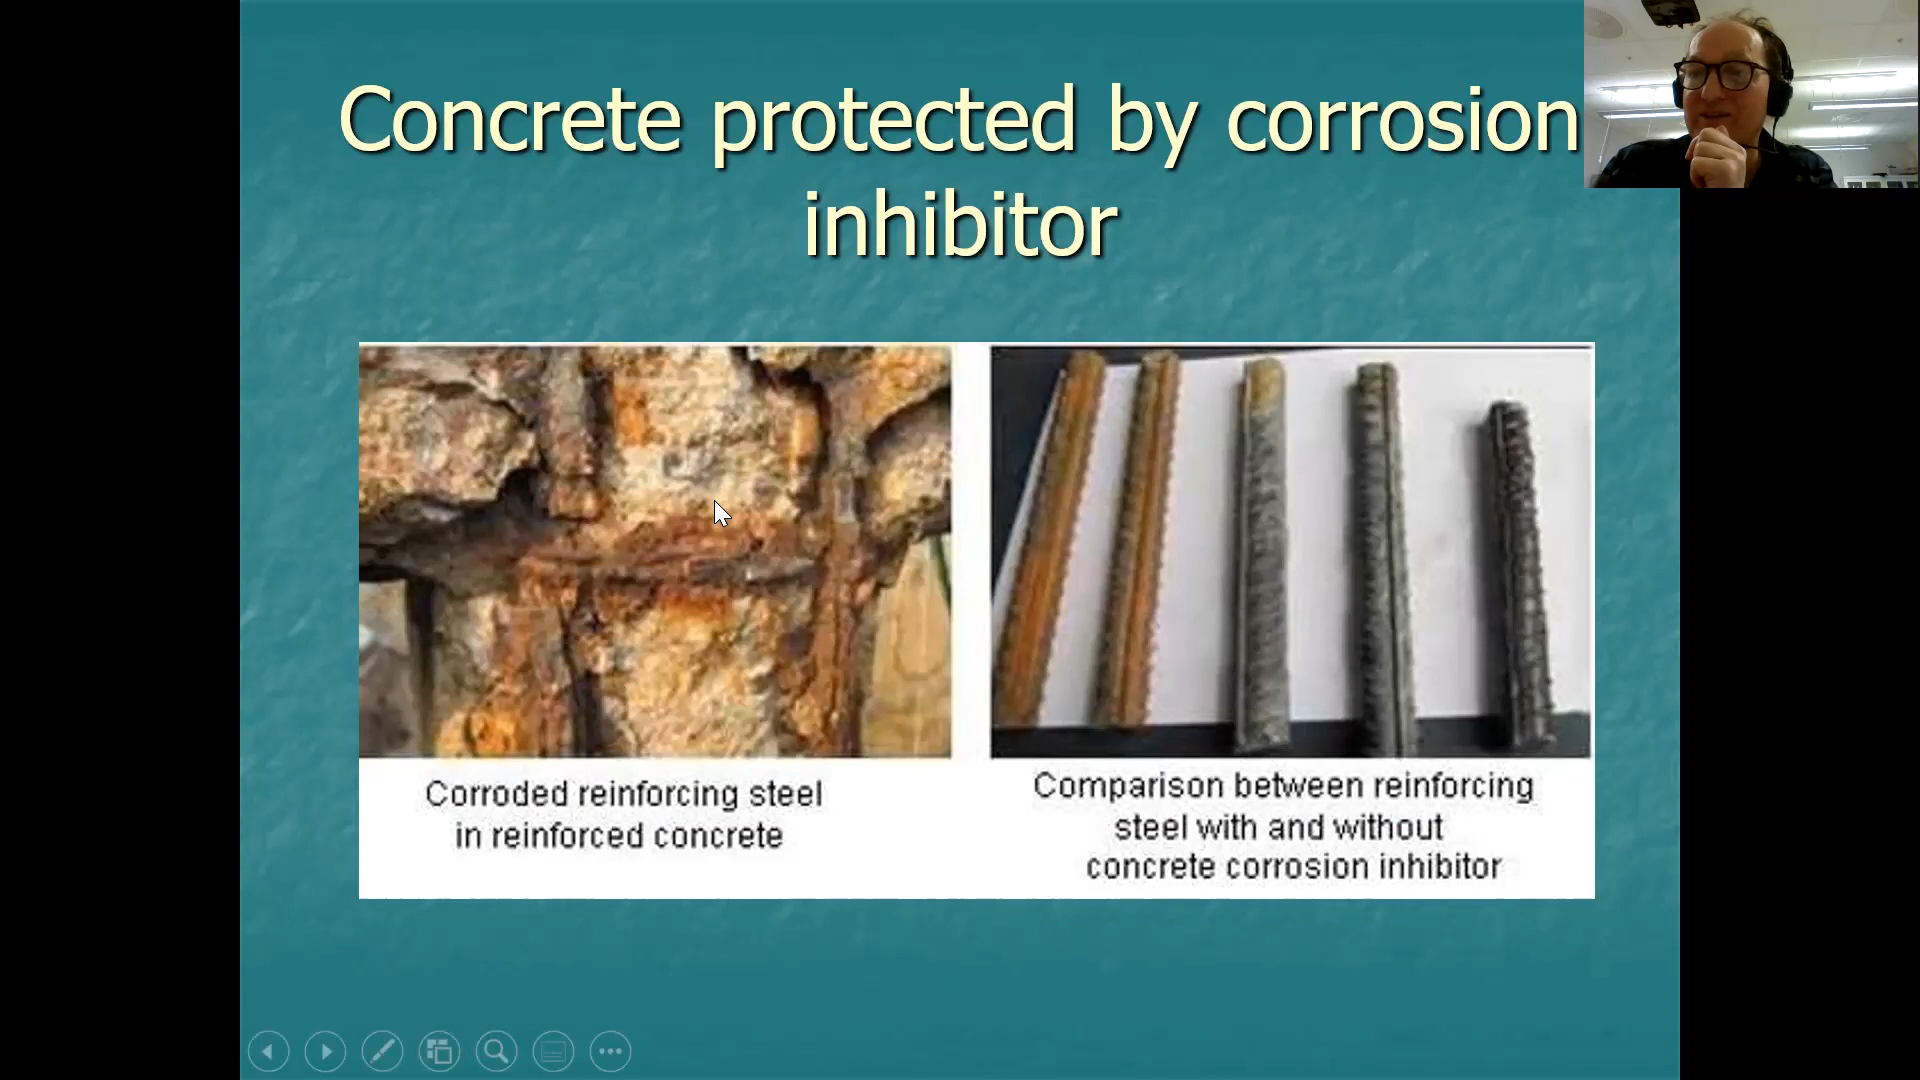 Concrete protected by corrosion
inhibitor
Corroded reinforcing steel
in reinforced concrete
Comparison between reinforcing
steel with and without
concrete corrosion inhibitor